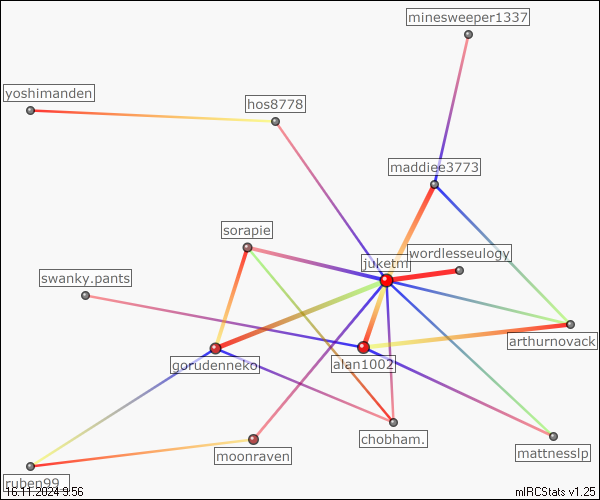 minesweeper1337
yoshimanden
hos8778
maddiee3773
sorapie
wordlesseulogy
juketm
swanky.pants
arthurnovack
gorudenneko
alan1002
chobham.
moonraven
mattnesslp
ruben99_
16.11.2024 9:56
mIRCStats v1.25